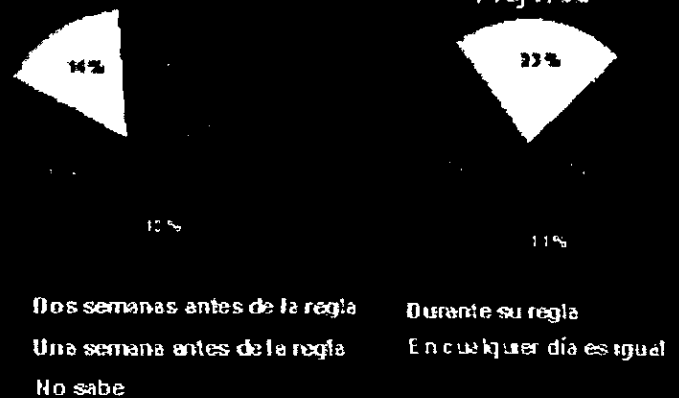 14%
23%
11%
Dos semanas antes de la regla
Durante su regla
Una semana antes de la regla
En cualquier día es igual
No sabe